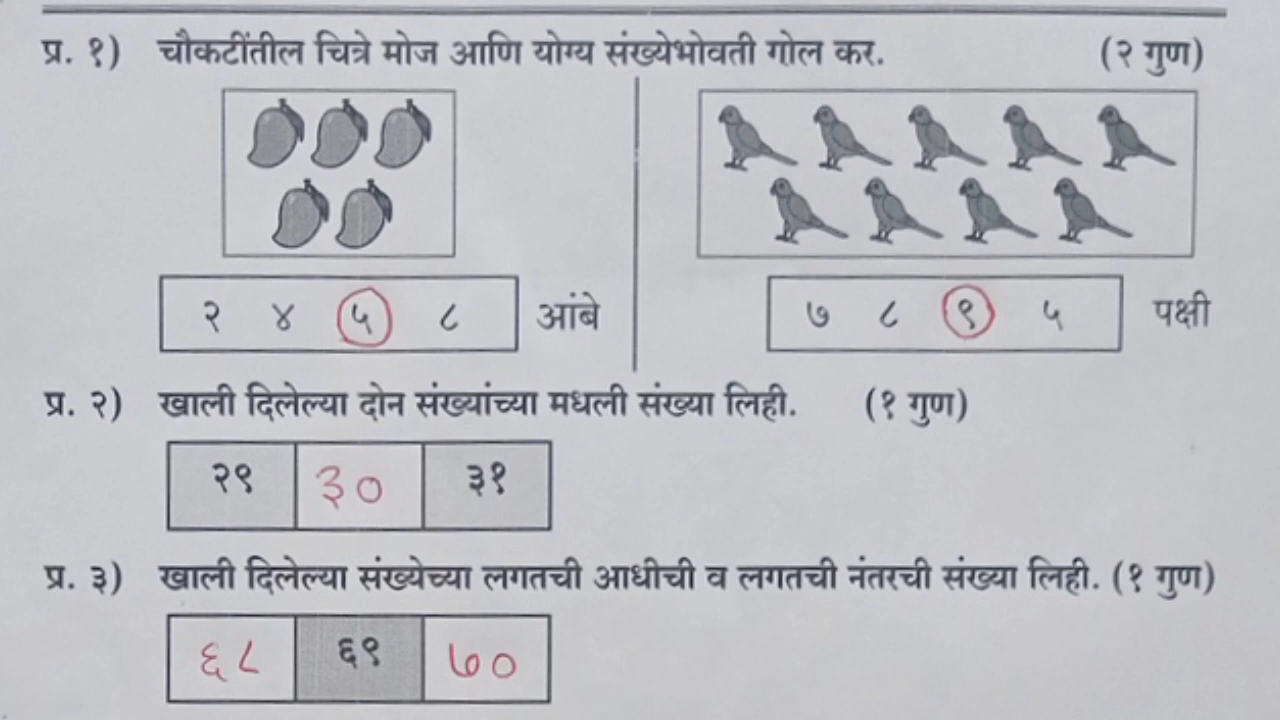 प्र. १) चौकटींतील चित्रे मोज आणि योग्य संख्येभोवती गोल कर. (२ गुण)
२ ४ ५ ८ आंबे
७ ८ ९ ५ पक्षी
प्र. २) खाली दिलेल्या दोन संख्यांच्या मधली संख्या लिही. (१ गुण)
२९ ३० ३१
प्र. ३) खाली दिलेल्या संख्येच्या लगतची आधीची व लगतची नंतरची संख्या लिही. (१ गुण)
६८ ६९ ७०